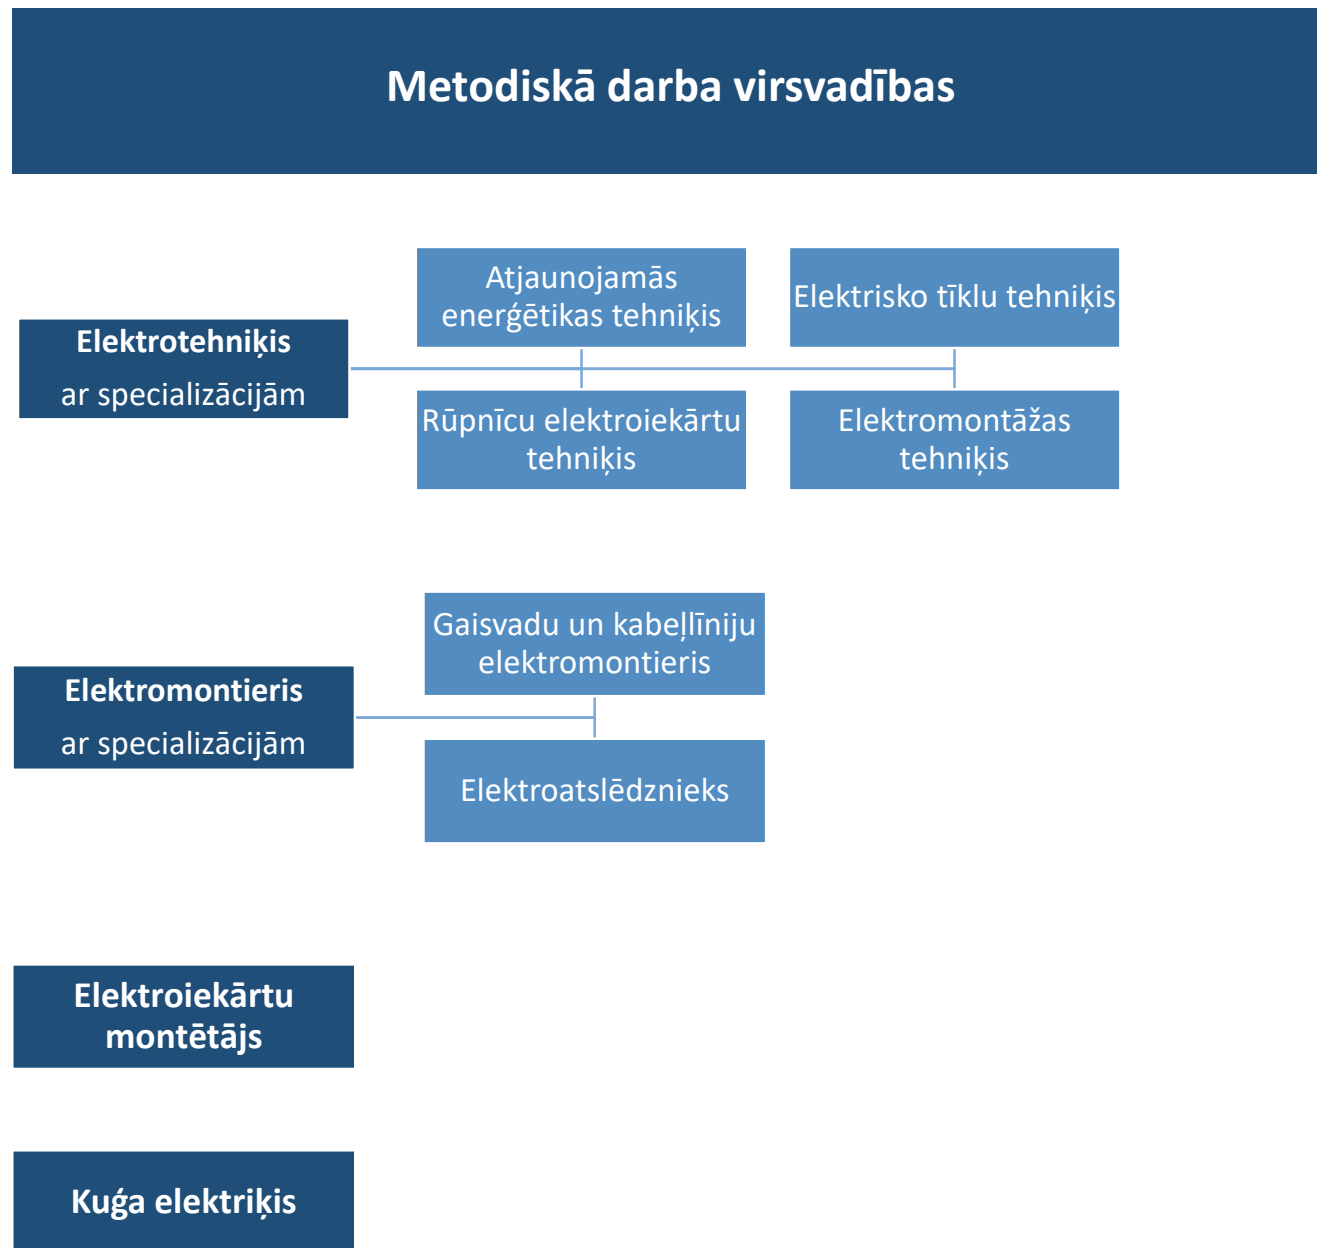 Metodiskā darba virsvadības
Elektrotehniķis
ar specializācijām
Atjaunojamās
enerģētikas tehniķis
Elektrisko tīklu tehniķis
Rūpnīcu elektroiekārtu
tehniķis
Elektromontāžas
tehniķis
Elektromontieris
ar specializācijām
Gaisvadu un kabeļlīniju
elektromontieris
Elektroatslēdznieks
Elektroiekārtu
montētājs
Kuģa elektriķis